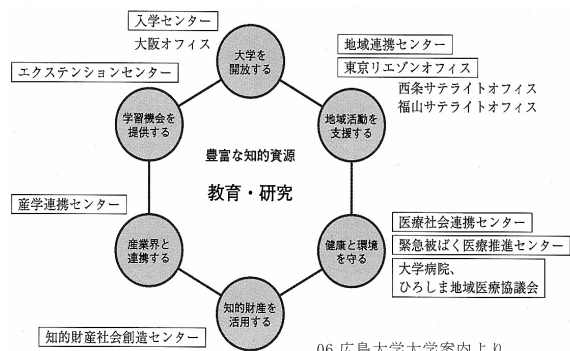 入学センター
大阪オフィス
大学を
開放する
地域連携センター
東京リエゾンオフィス
西条サテライトオフィス
福山サテライトオフィス
エクステンションセンター
学習機会を
提供する
地域活動を
支援する
豊富な知的資源
教育・研究
産学連携センター
産業界と
連携する
健康と環境
を守る
医療社会連携センター
緊急被ばく医療推進センター
大学病院、
ひろしま地域医療協議会
知的財産を
活用する
知的財産社会創造センター
06 広島大学大学案内より